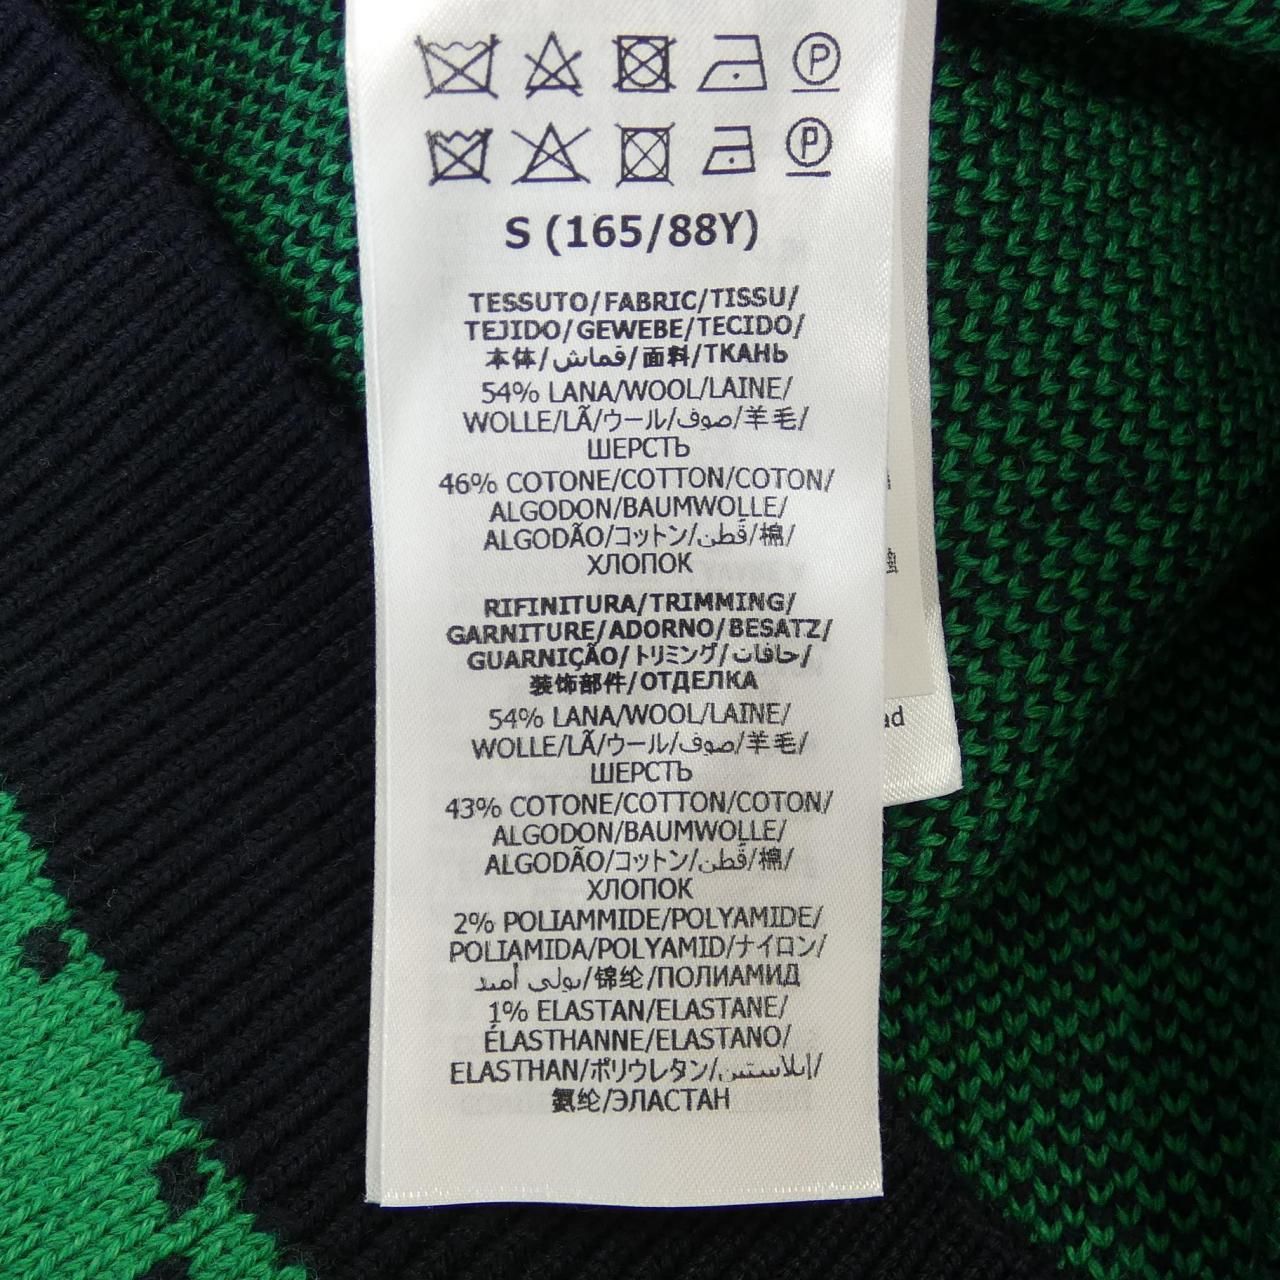 P
P
S (165/88Y)
TESSUTO/FABRIC/TISSU/
TEJIDO/GEWEBE/TECIDO/
本体/قماش/面料/ТКАНЬ
54% LANA/WOOL/LAINE/
WOLLE/LÃ/ウール/صوف/羊毛/
ШЕРСТЬ
46% COTONE/COTTON/COTON/
ALGODON/BAUMWOLLE/
ALGODÃO/コットン/قطن/棉/
ХЛОПОК
RIFINITURA/TRIMMING/
GARNITURE/ADORNO/BESATZ/
GUARNIÇÃO/トリミング/حافات/
装饰部件/ОТДЕЛКА
54% LANA/WOOL/LAINE/
WOLLE/LÃ/ウール/صوف/羊毛/
ШЕРСТЬ
43% COTONE/COTTON/COTON/
ALGODON/BAUMWOLLE/
ALGODÃO/コットン/قطن/棉/
ХЛОПОК
2% POLIAMMIDE/POLYAMIDE/
POLIAMIDA/POLYAMID/ナイロン/
بولي أميد/锦纶/ПОЛИАМИД
1% ELASTAN/ELASTANE/
ÉLASTHANNE/ELASTANO/
ELASTHAN/ポリウレタン/إيلاستين/
氨纶/ЭЛАСТАН